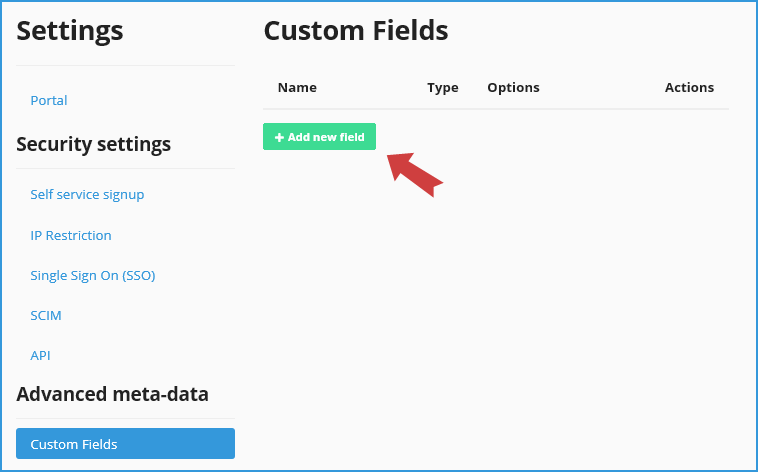 Settings
Portal
Security settings
Self service signup
IP Restriction
Single Sign On (SSO)
SCIM
API
Advanced meta-data
Custom Fields
Custom Fields
Name Type Options Actions
+ Add new field